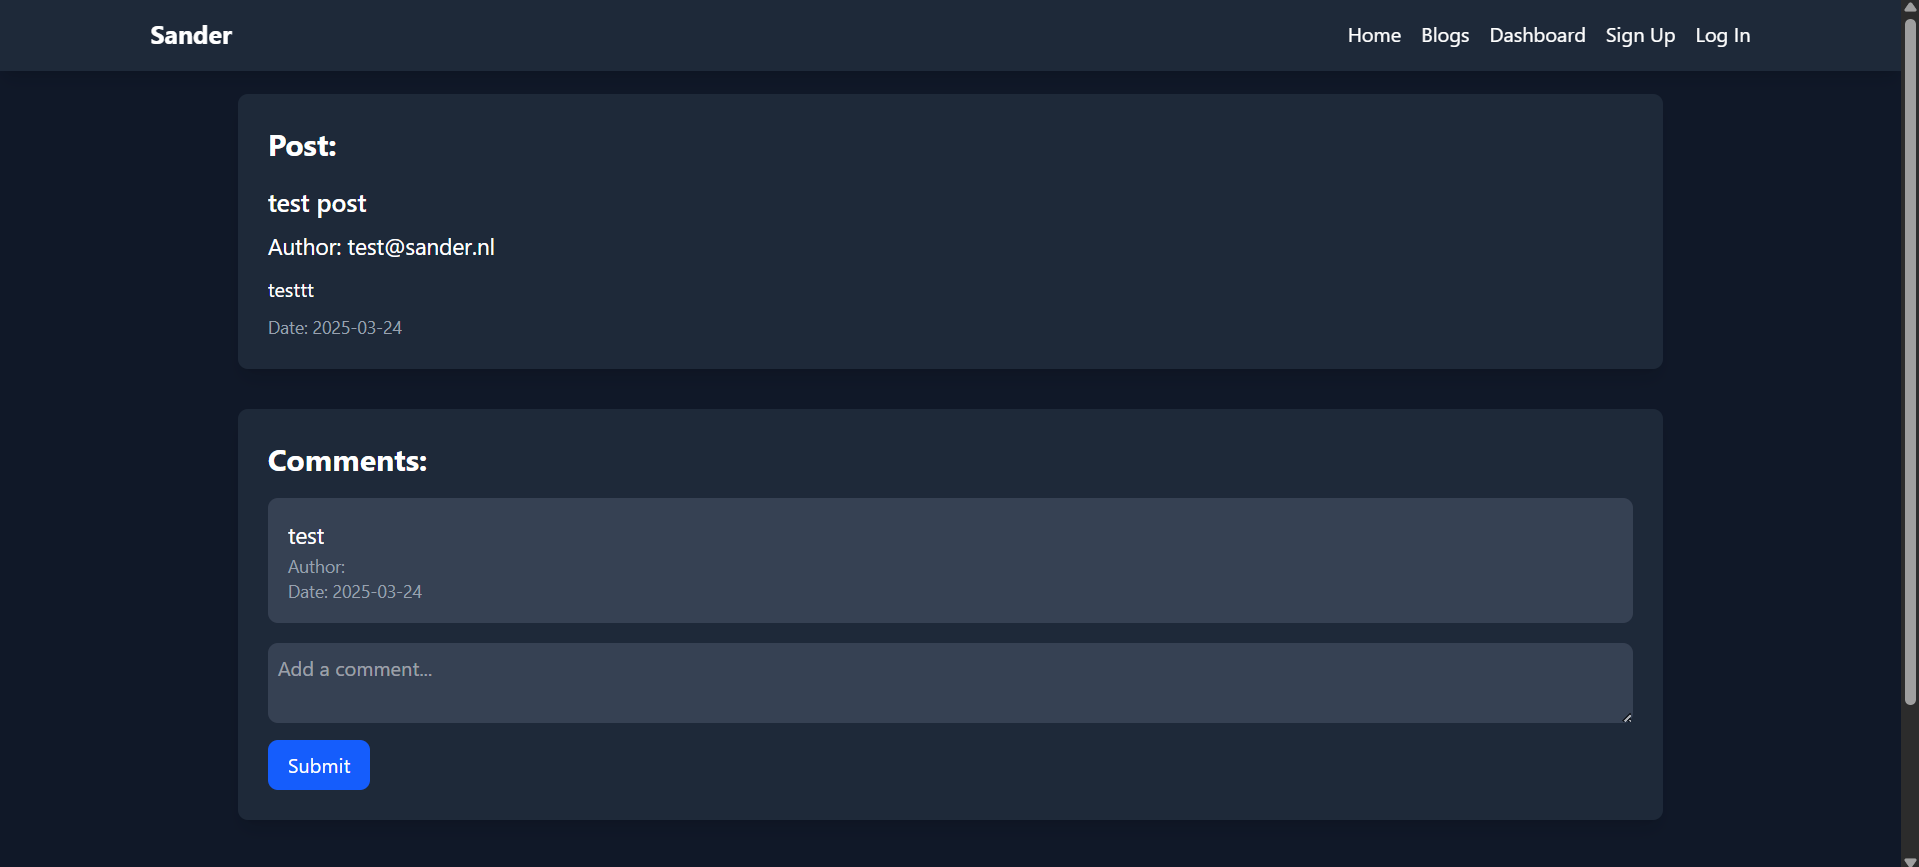 Sander
Home Blogs Dashboard Sign Up Log In
Post:
test post
Author: test@sander.nl
testtt
Date: 2025-03-24
Comments:
test
Author:
Date: 2025-03-24
Add a comment...
Submit